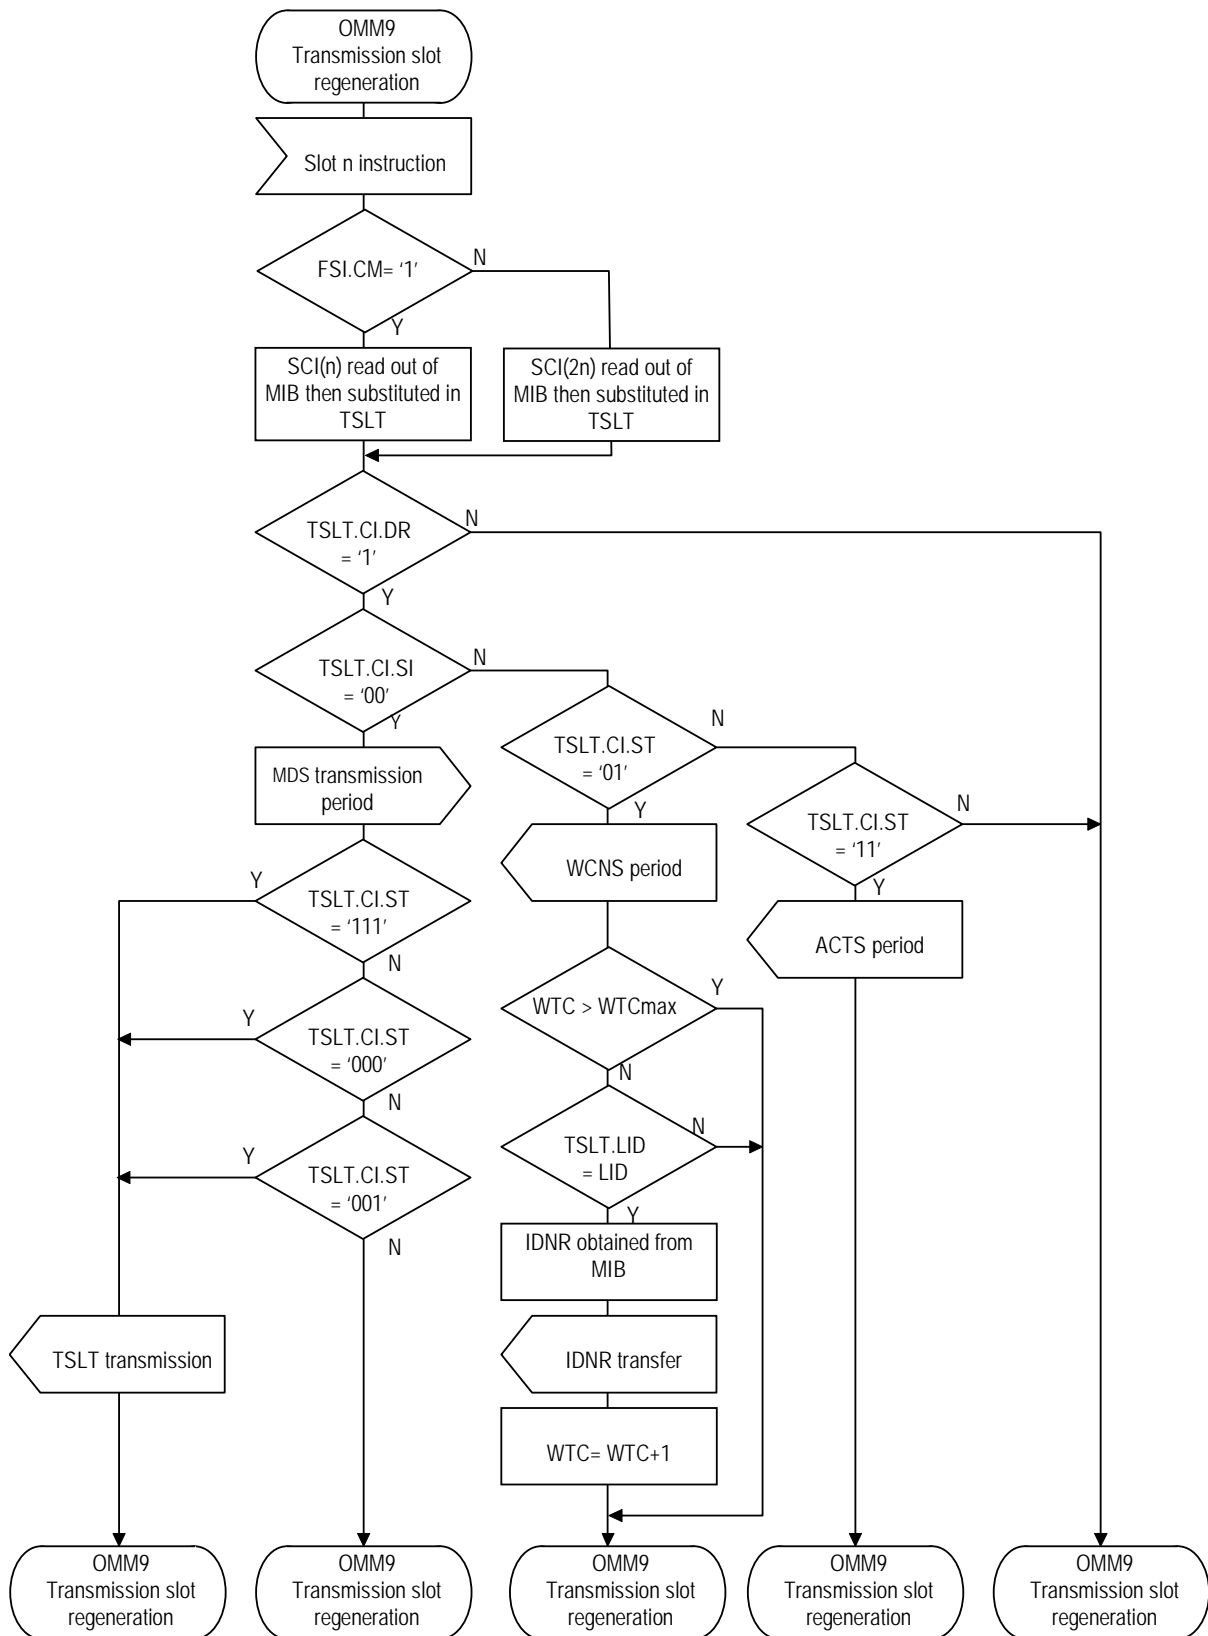 OMM9
Transmission slot
regeneration
Slot n instruction
FSI.CM= ‘1’
N
Y
SCI(n) read out of
MIB then substituted in
TSLT
SCI(2n) read out of
MIB then substituted in
TSLT
TSLT.CI.DR
= ‘1’
N
Y
TSLT.CI.SI
= ‘00’
N
Y
TSLT.CI.ST
= ‘01’
N
Y
MDS transmission
period
TSLT.CI.ST
= ‘11’
N
Y
WCNS period
TSLT.CI.ST
= ‘111’
Y
N
ACTS period
WTC > WTCmax
Y
N
TSLT.CI.ST
= ‘000’
Y
N
TSLT.LID
= LID
N
Y
TSLT.CI.ST
= ‘001’
Y
N
IDNR obtained from
MIB
TSLT transmission
IDNR transfer
WTC= WTC+1
OMM9
Transmission slot
regeneration
OMM9
Transmission slot
regeneration
OMM9
Transmission slot
regeneration
OMM9
Transmission slot
regeneration
OMM9
Transmission slot
regeneration